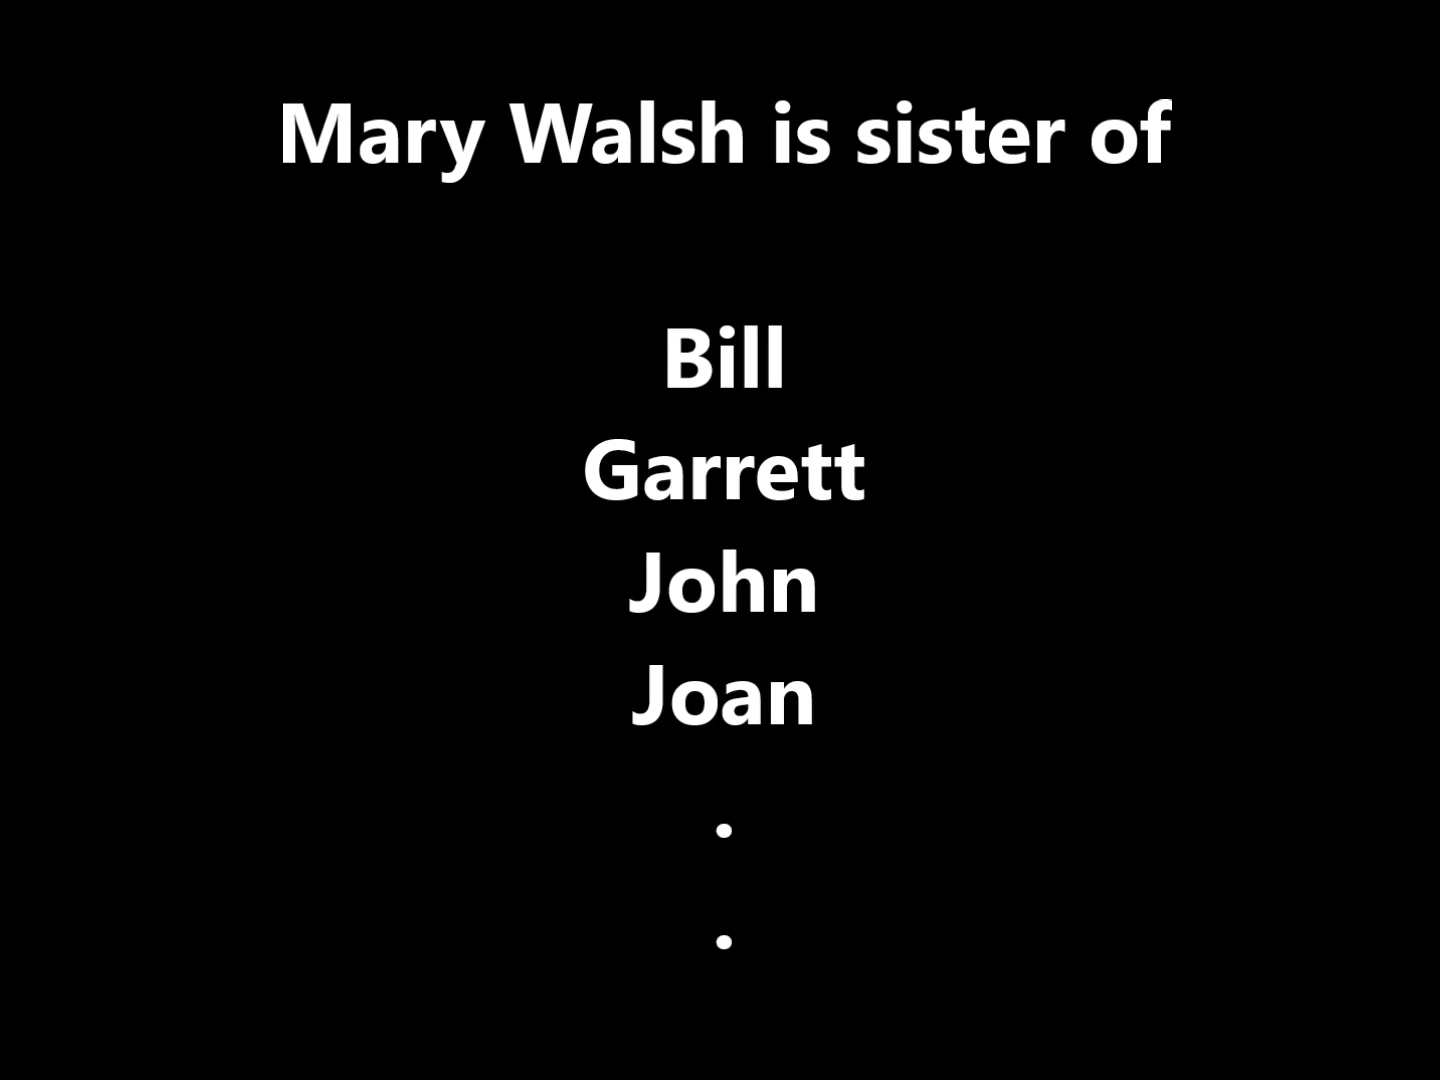 Mary Walsh is sister of
Bill
Garrett
John
Joan
.
.